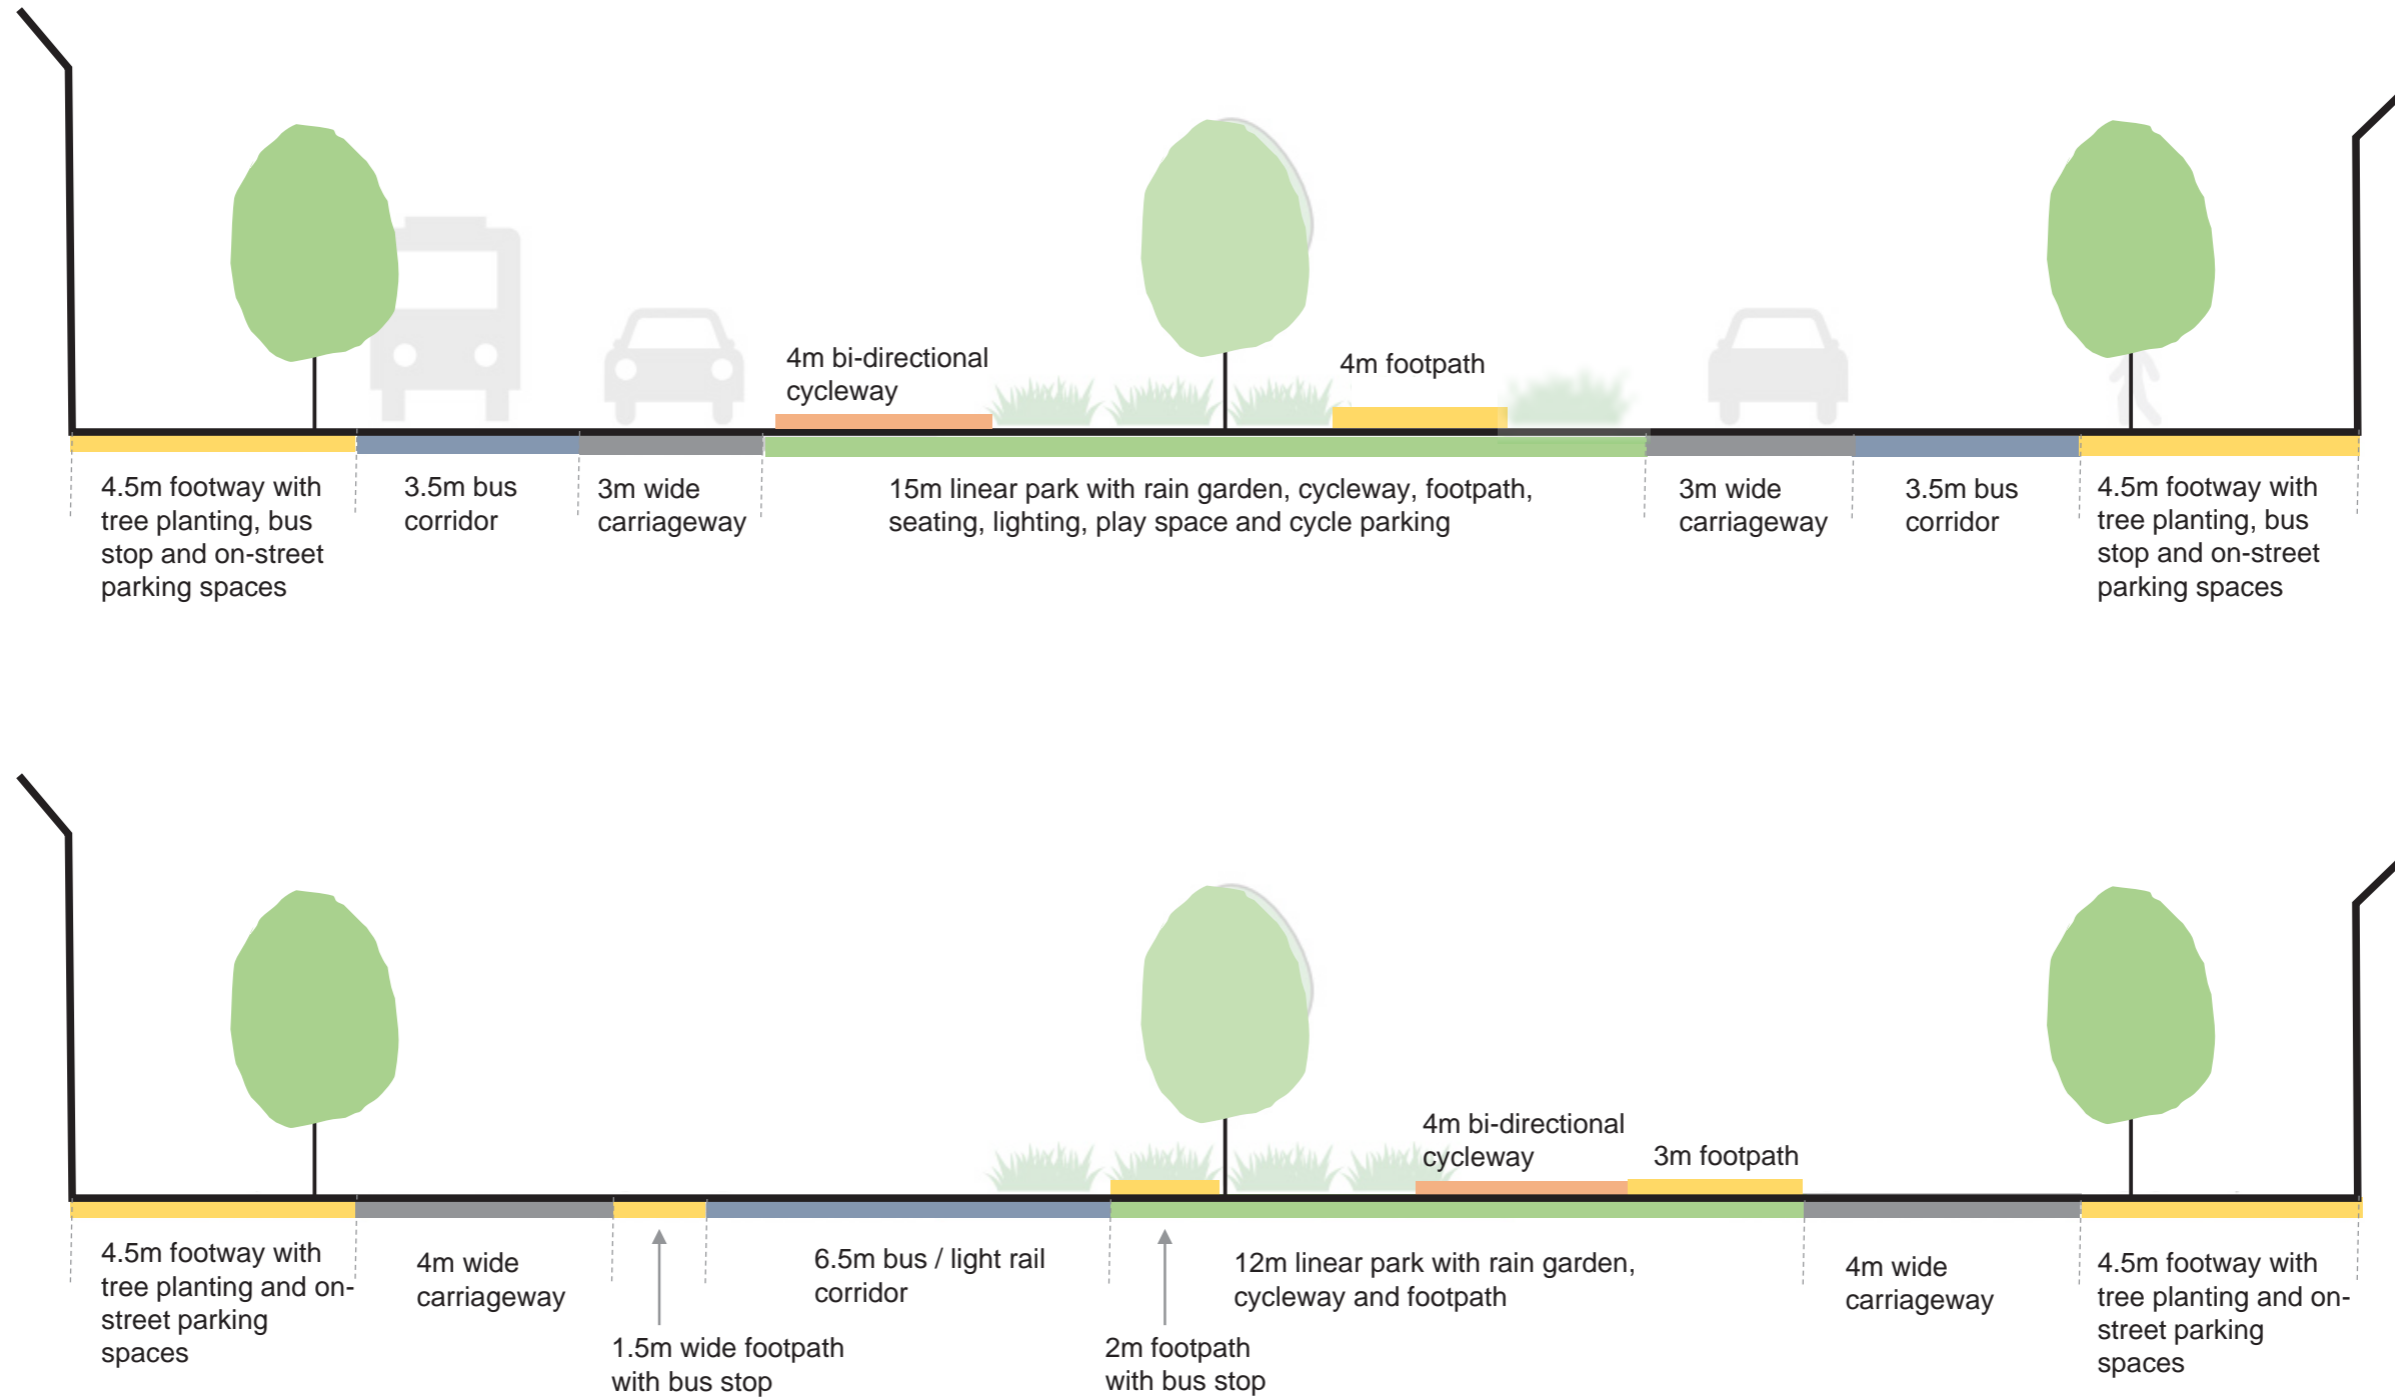 4m bi-directional
cycleway
4m footpath
4.5m footway with
tree planting, bus
stop and on-street
parking spaces
3.5m bus
corridor
3m wide
carriageway
15m linear park with rain garden, cycleway, footpath,
seating, lighting, play space and cycle parking
3m wide
carriageway
3.5m bus
corridor
4.5m footway with
tree planting, bus
stop and on-street
parking spaces
4m bi-directional
cycleway
3m footpath
4.5m footway with
tree planting and on-
street parking
spaces
4m wide
carriageway
1.5m wide footpath
with bus stop
6.5m bus / light rail
corridor
2m footpath
with bus stop
12m linear park with rain garden,
cycleway and footpath
4m wide
carriageway
4.5m footway with
tree planting and on-
street parking
spaces